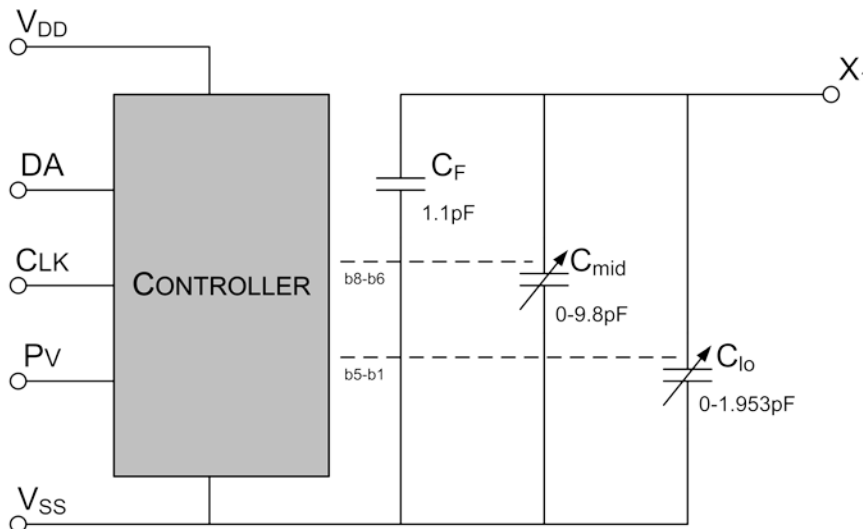 VDD
X
DA
CF
1.1pF
CLK
CONTROLLER
b8-b6
Cmid
0-9.8pF
PV
b5-b1
Clo
0-1.953pF
VSS